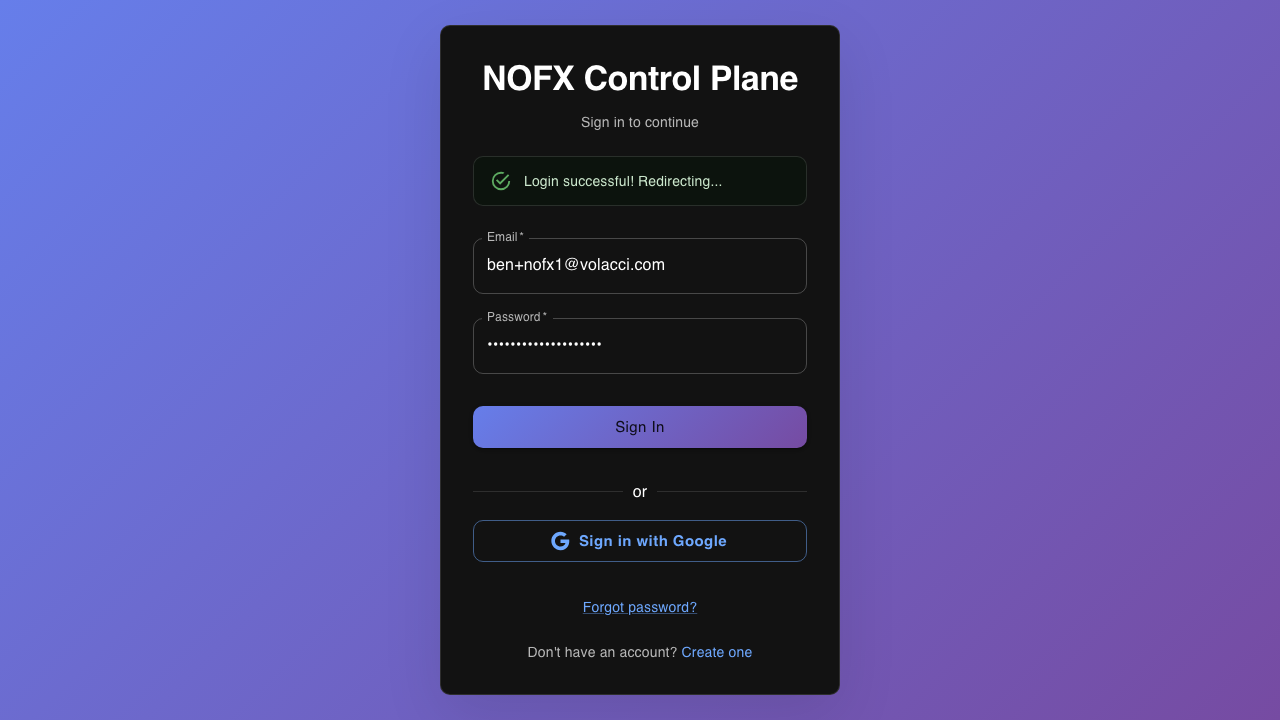 NOFX Control Plane
Sign in to continue
Login successful! Redirecting...
Email *
ben+nofx1@volacci.com
Password *
••••••••••••••••••••
Sign In
or
Sign in with Google
Forgot password?
Don't have an account? Create one